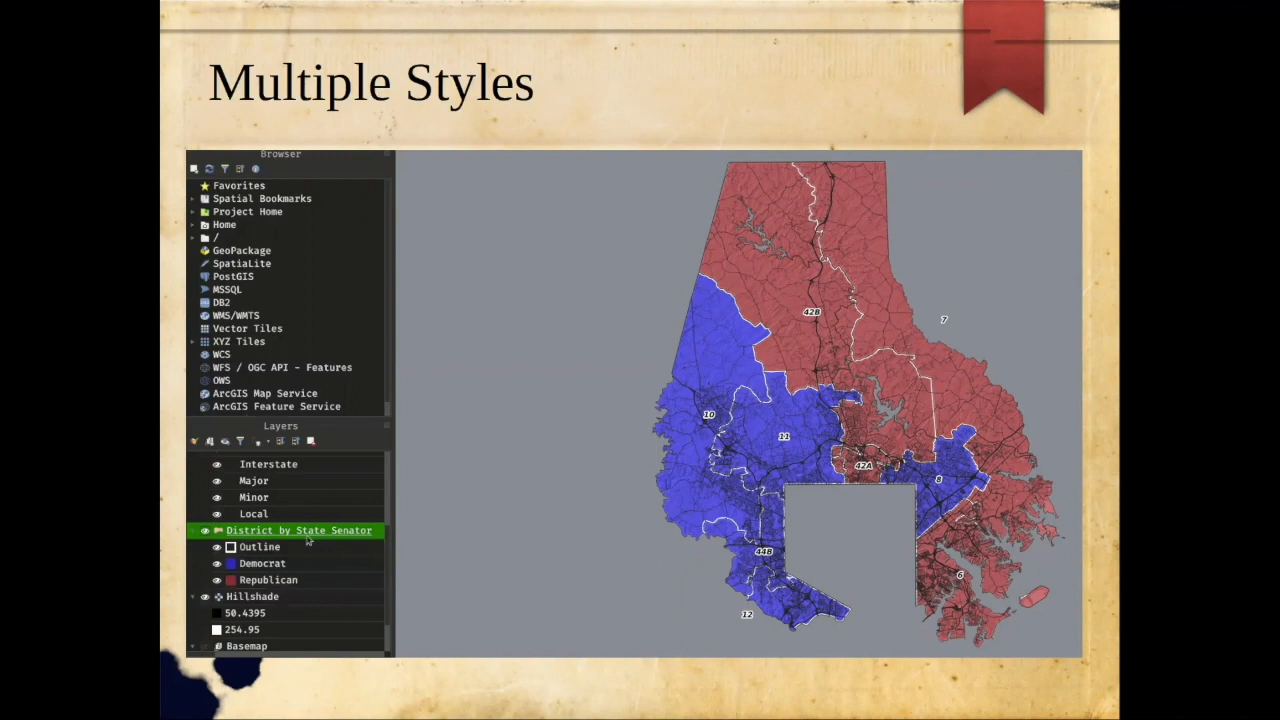 Multiple Styles
Browser
Favorites
Spatial Bookmarks
Project Home
Home
/
GeoPackage
SpatiaLite
PostGIS
MSSQL
DB2
WMS/WMTS
Vector Tiles
XYZ Tiles
WCS
WFS / OGC API - Features
OWS
ArcGIS Map Service
ArcGIS Feature Service
Layers
Interstate
Major
Minor
Local
District by State Senator
Outline
Democrat
Republican
Hillshade
50.4395
254.95
Basemap
42B
7
10
11
42A
8
44B
6
12